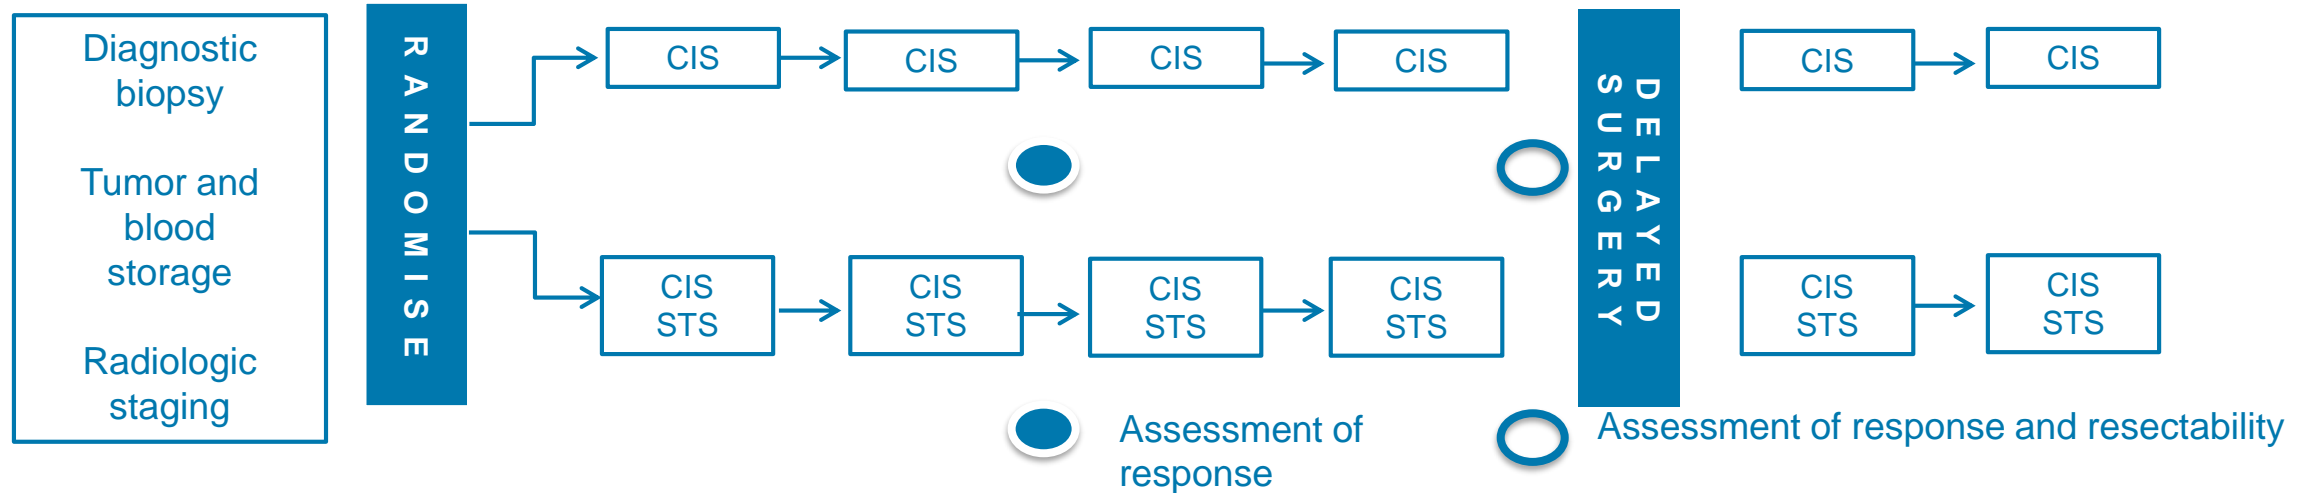 Diagnostic
biopsy
Tumor and
blood
storage
Radiologic
staging
RANDOMISE
CIS
CIS
CIS
CIS
CIS
STS
CIS
STS
CIS
STS
CIS
STS
DELAYED
SURGERY
CIS
CIS
CIS
STS
CIS
STS
Assessment of
response
Assessment of response and resectability